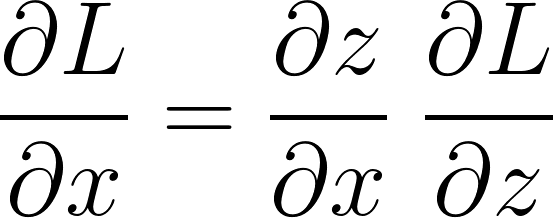 ∂L/∂x = ∂z/∂x ∂L/∂z